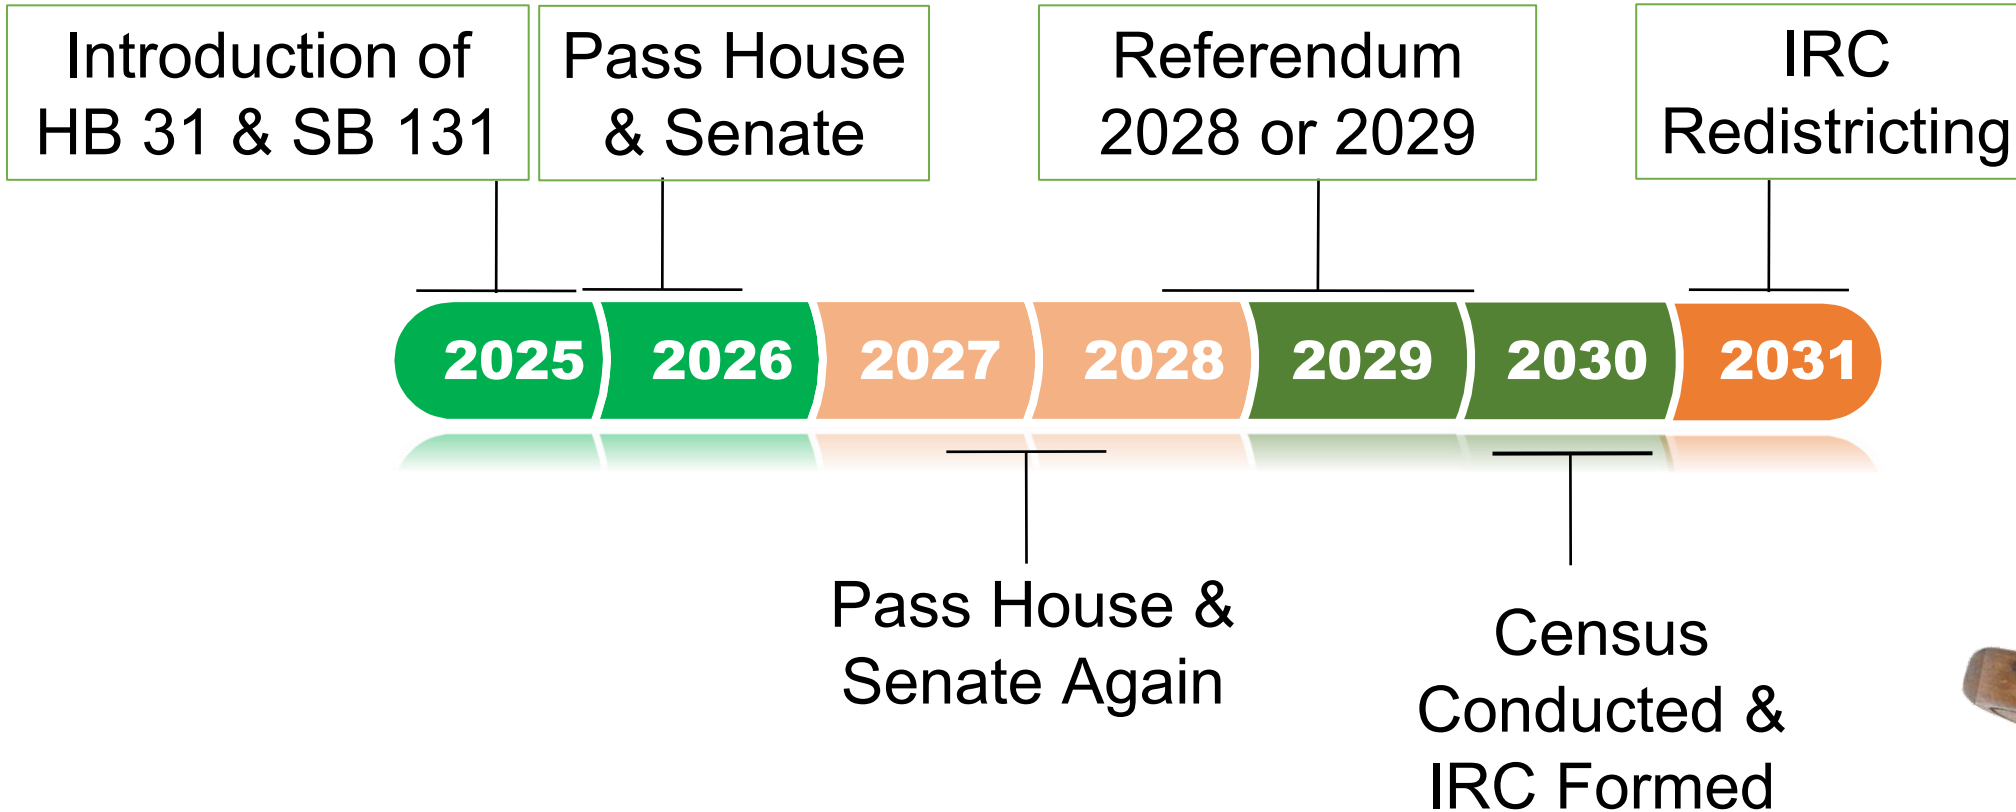 Introduction of
HB 31 & SB 131
Pass House
& Senate
Referendum
2028 or 2029
IRC
Redistricting
2025
2026
2027
2028
2029
2030
2031
Pass House &
Senate Again
Census
Conducted &
IRC Formed